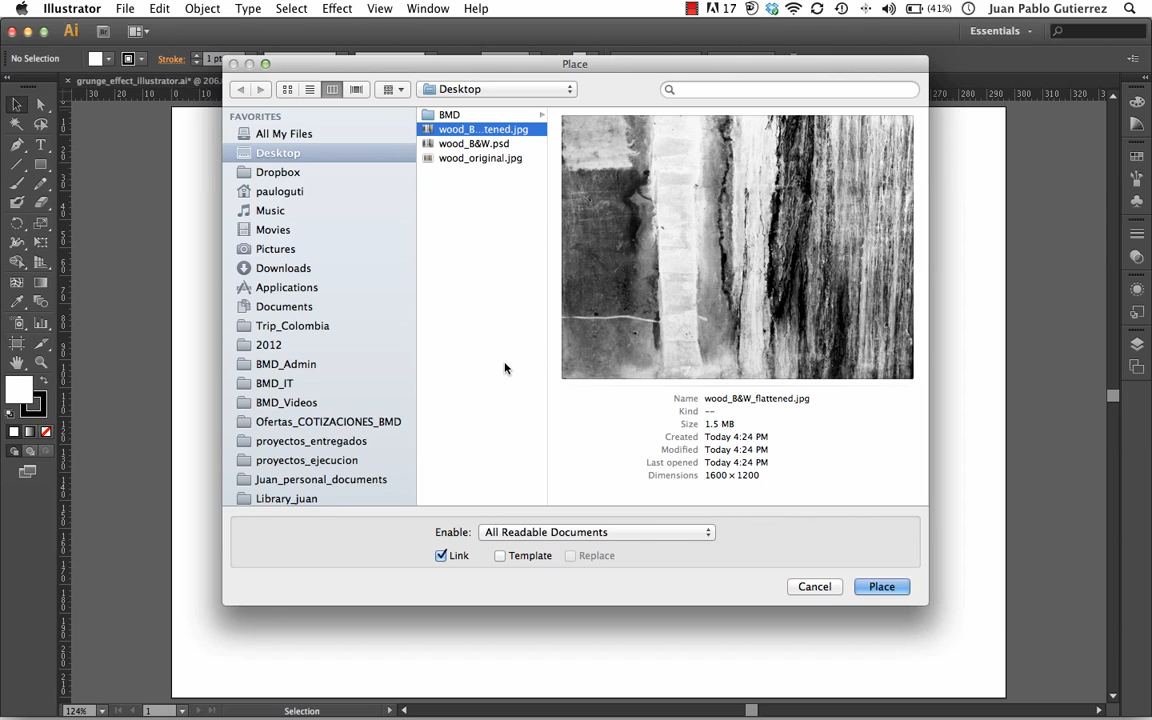 Illustrator File Edit Object Type Select Effect View Window Help 17 (41%) Juan Pablo Gutierrez
Ai Essentials
No Selection Stroke: 1 pt
Place
grunge_effect_illustrator.ai* @ 206.
Desktop
FAVORITES
All My Files
Desktop
Dropbox
pauloguti
Music
Movies
Pictures
Downloads
Applications
Documents
Trip_Colombia
2012
BMD_Admin
BMD_IT
BMD_Videos
Ofertas_COTIZACIONES_BMD
proyectos_entregados
proyectos_ejecucion
Juan_personal_documents
Library_juan
BMD
wood_B...tened.jpg
wood_B&W.psd
wood_original.jpg
Name wood_B&W_flattened.jpg
Kind --
Size 1.5 MB
Created Today 4:24 PM
Modified Today 4:24 PM
Last opened Today 4:24 PM
Dimensions 1600 × 1200
Enable: All Readable Documents
Link Template Replace
Cancel Place
124% 1 Selection